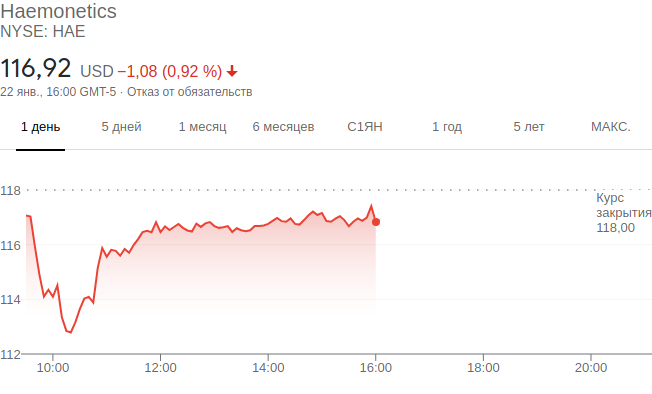 Haemonetics
NYSE: HAE
116,92 USD −1,08 (0,92 %)
22 янв., 16:00 GMT-5 · Отказ от обязательств
1 день 5 дней 1 месяц 6 месяцев С1ЯН 1 год 5 лет МАКС.
118
Курс
закрытия
118,00
116
114
112
10:00 12:00 14:00 16:00 18:00 20:00